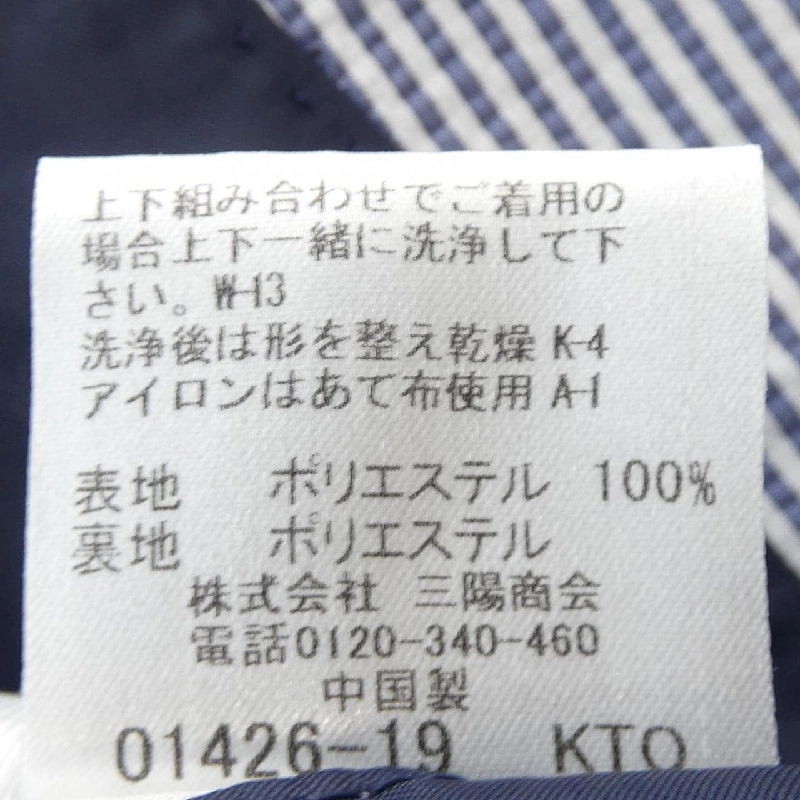 上下組み合わせでご着用の
場合上下一緒に洗浄して下
さい。W-13
洗浄後は形を整え乾燥 K-4
アイロンはあて布使用 A-1
表地 ポリエステル 100%
裏地 ポリエステル
株式会社 三陽商会
電話0120-340-460
中国製
01426-19 KTO